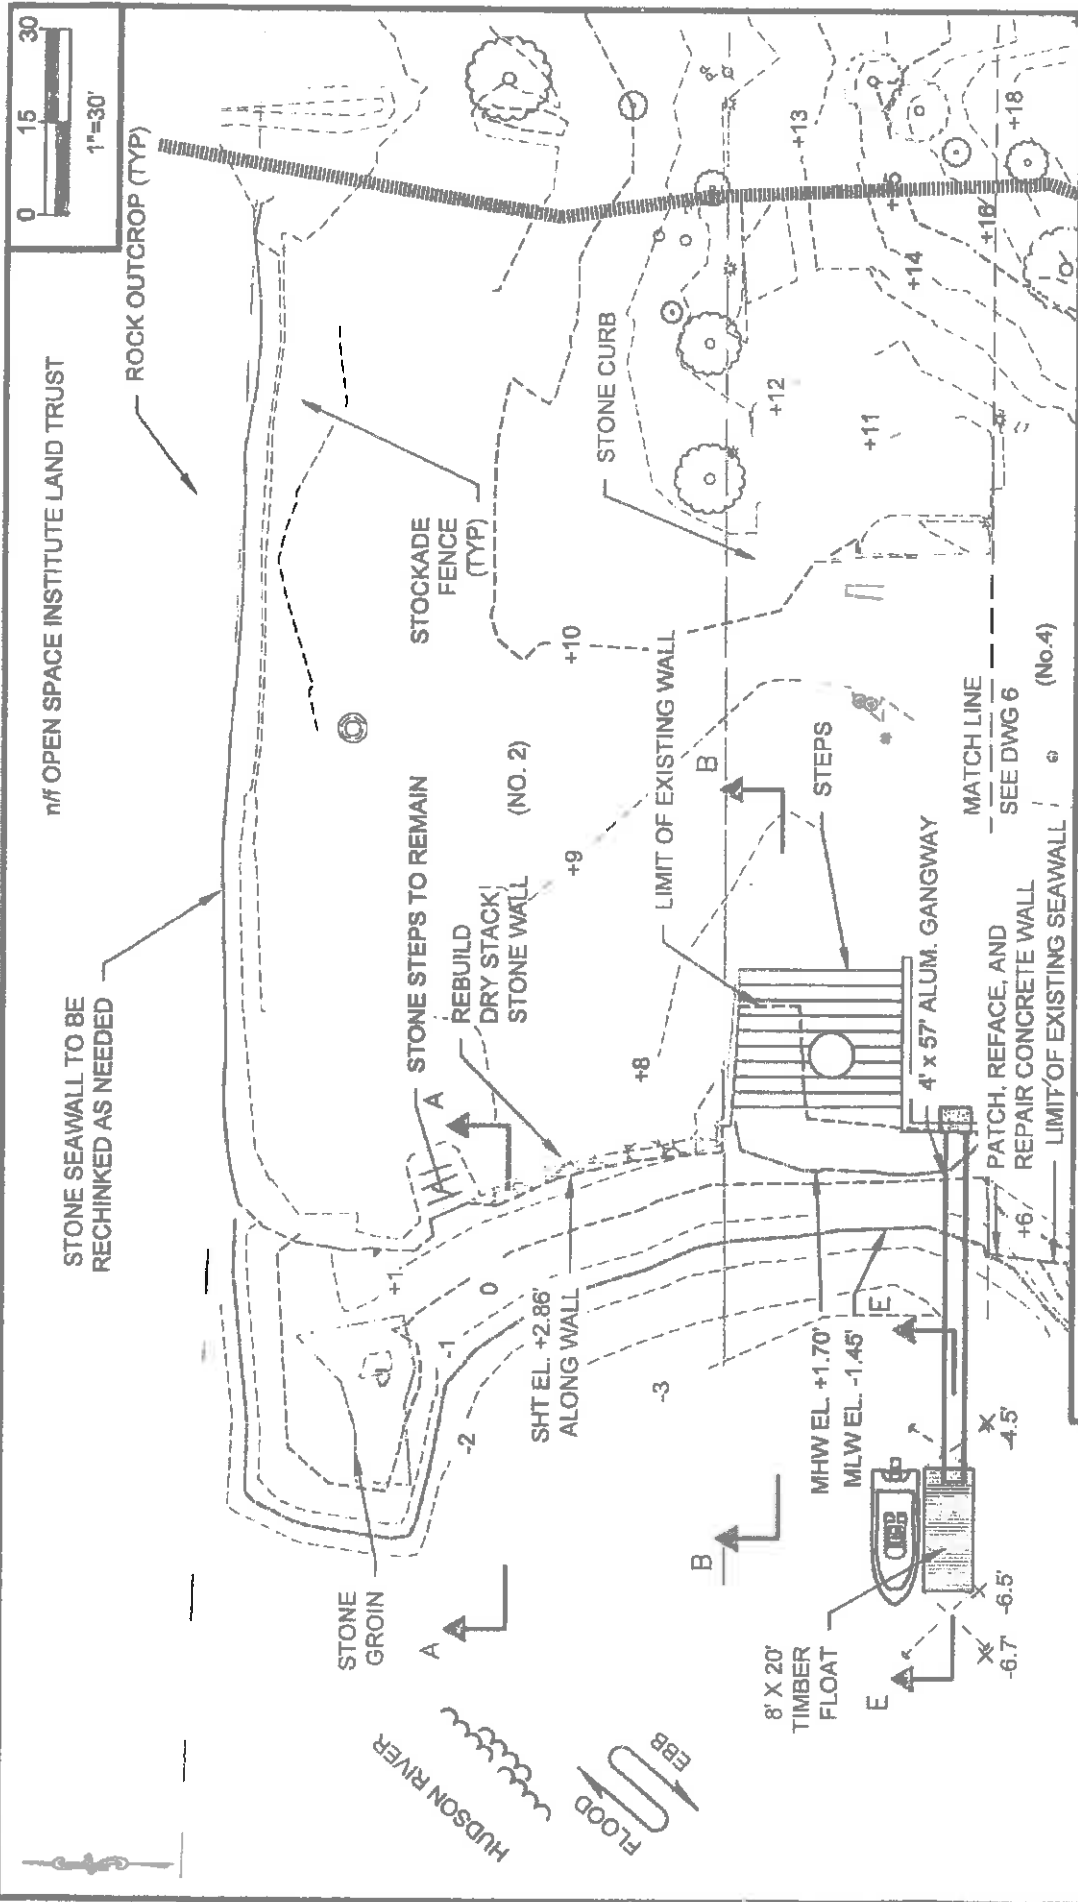 n/f OPEN SPACE INSTITUTE LAND TRUST
0 15 30
1"=30'
ROCK OUTCROP (TYP)
STONE SEAWALL TO BE
RECHINKED AS NEEDED
STOCKADE
FENCE
(TYP)
STONE CURB
STONE STEPS TO REMAIN
REBUILD
DRY STACK
STONE WALL
(NO. 2)
LIMIT OF EXISTING WALL
STEPS
STONE
GROIN
SHT EL. +2.86'
ALONG WALL
MHW EL. +1.70'
MLW EL. -1.45'
4' x 57' ALUM. GANGWAY
PATCH, REFACE, AND
REPAIR CONCRETE WALL
LIMIT OF EXISTING SEAWALL
MATCH LINE
SEE DWG 6
(No.4)
8' X 20'
TIMBER
FLOAT
HUDSON RIVER
FLOOD
EBB
A
A
B
B
E
E
+1
0
-1
-2
-3
-4.5'
-6.5'
-6.7'
+6
+8
+9
+10
+11
+12
+13
+14
+15
+16
+18